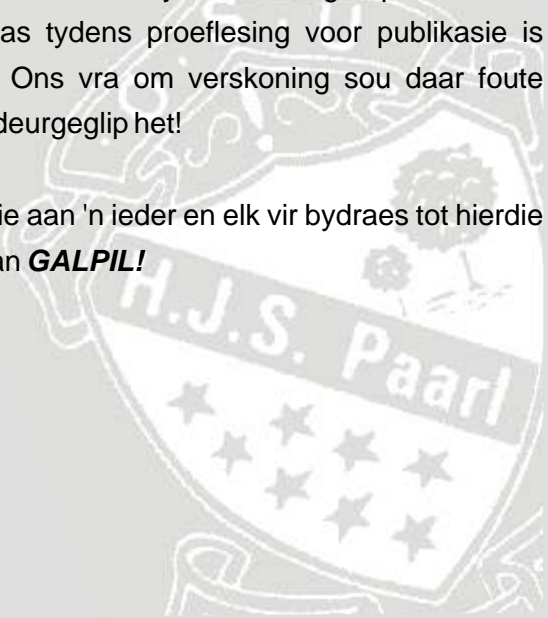 as tydens proeflesing voor publikasie is
Ons vra om verskoning sou daar foute
deurgeglip het!
ie aan 'n ieder en elk vir bydraes tot hierdie
an GALPIL!
H.J.S. Paarl